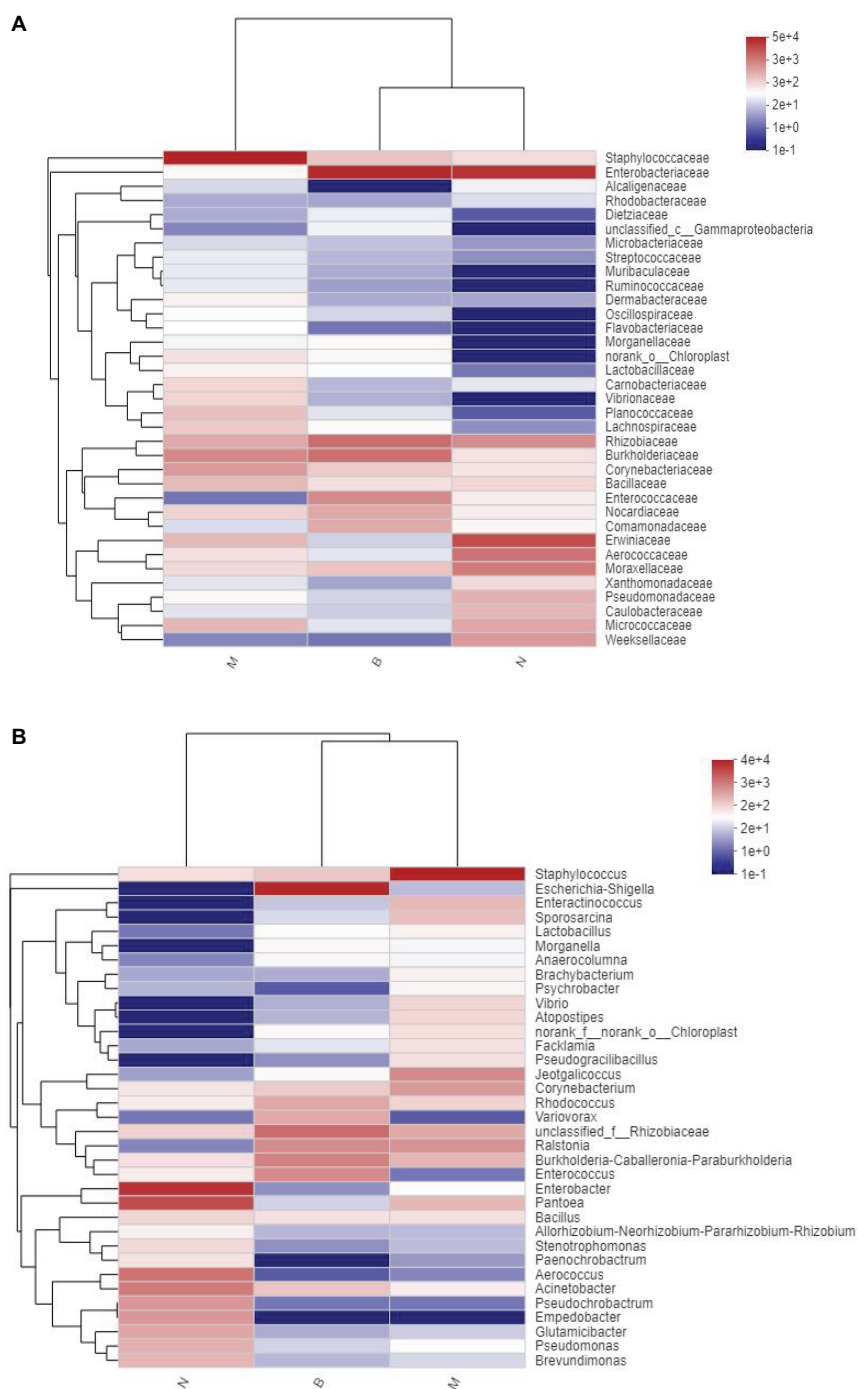 A
5e+4
3e+3
3e+2
2e+1
1e+0
1e-1
Staphylococcaceae
Enterobacteriaceae
Alcaligenaceae
Rhodobacteraceae
Dietziaceae
unclassified_c__Gammaproteobacteria
Microbacteriaceae
Streptococcaceae
Muribaculaceae
Ruminococcaceae
Dermabacteraceae
Oscillospiraceae
Flavobacteriaceae
Morganellaceae
norank_o__Chloroplast
Lactobacillaceae
Carnobacteriaceae
Vibrionaceae
Planococcaceae
Lachnospiraceae
Rhizobiaceae
Burkholderiaceae
Corynebacteriaceae
Bacillaceae
Enterococcaceae
Nocardiaceae
Comamonadaceae
Erwiniaceae
Aerococcaceae
Moraxellaceae
Xanthomonadaceae
Pseudomonadaceae
Caulobacteraceae
Micrococcaceae
Weeksellaceae
M B N
B
4e+4
3e+3
2e+2
2e+1
1e+0
1e-1
Staphylococcus
Escherichia-Shigella
Enteractinococcus
Sporosarcina
Lactobacillus
Morganella
Anaerocolumna
Brachybacterium
Psychrobacter
Vibrio
Atopostipes
norank_f__norank_o__Chloroplast
Facklamia
Pseudogracilibacillus
Jeotgalicoccus
Corynebacterium
Rhodococcus
Variovorax
unclassified_f__Rhizobiaceae
Ralstonia
Burkholderia-Caballeronia-Paraburkholderia
Enterococcus
Enterobacter
Pantoea
Bacillus
Allorhizobium-Neorhizobium-Pararhizobium-Rhizobium
Stenotrophomonas
Paenochrobactrum
Aerococcus
Acinetobacter
Pseudochrobactrum
Empedobacter
Glutamicibacter
Pseudomonas
Brevundimonas
N B M